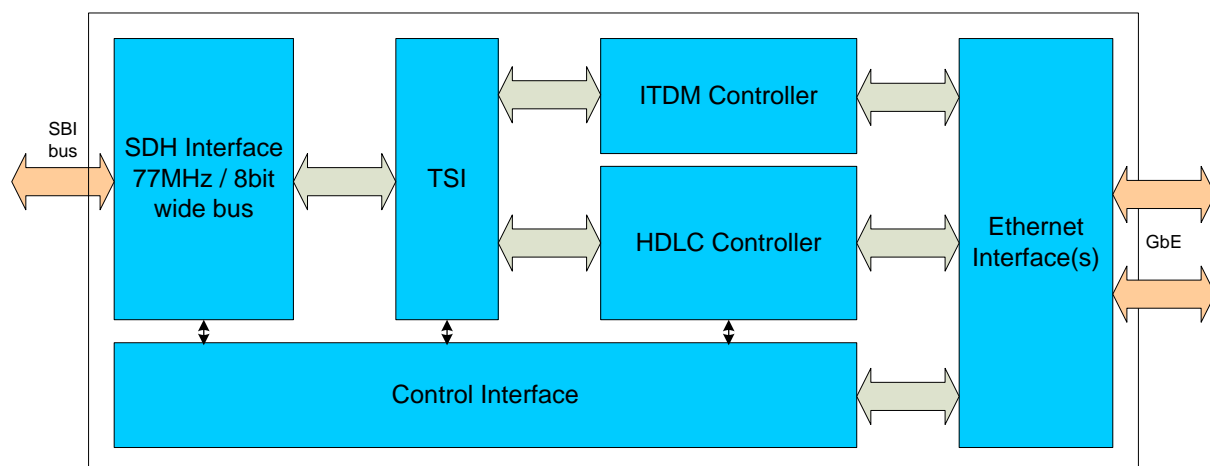 SBI
bus
SDH Interface
77MHz / 8bit
wide bus
TSI
ITDM Controller
HDLC Controller
Ethernet
Interface(s)
GbE
Control Interface